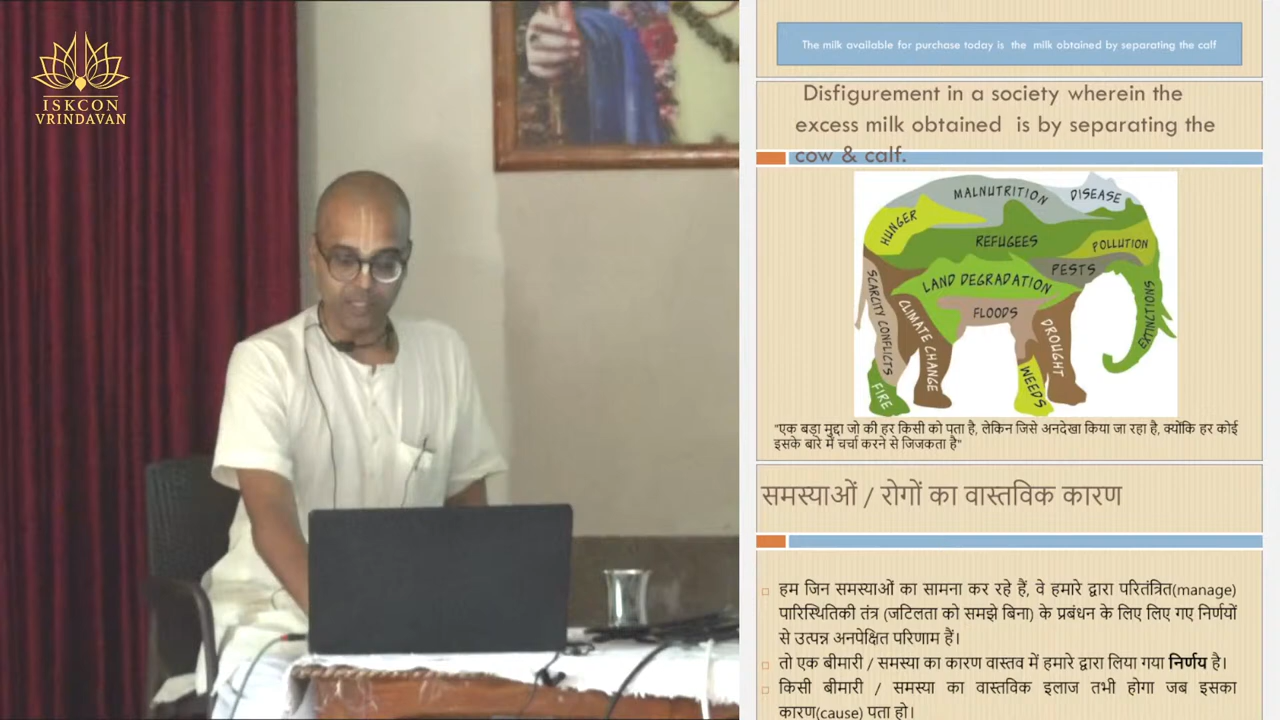 ISKCON
VRINDAVAN
The milk available for purchase today is the milk obtained by separating the calf
Disfigurement in a society wherein the
excess milk obtained is by separating the
cow & calf.
MALNUTRITION
DISEASE
HUNGER
REFUGEES
POLLUTION
PESTS
LAND DEGRADATION
SCARCITY CONFLICTS
CLIMATE CHANGE
FLOODS
DROUGHT
EXTINCTIONS
FIRE
WEEDS
"एक बड़ा मुद्दा जो की हर किसी को पता है, लेकिन जिसे अनदेखा किया जा रहा है, क्योंकि हर कोई
इसके बारे में चर्चा करने से जिजकता है"
समस्याओं / रोगों का वास्तविक कारण
हम जिन समस्याओं का सामना कर रहे हैं, वे हमारे द्वारा परितंत्रित(manage)
पारिस्थितिकी तंत्र (जटिलता को समझे बिना) के प्रबंधन के लिए लिए गए निर्णयों
से उत्पन्न अनपेक्षित परिणाम हैं।
तो एक बीमारी / समस्या का कारण वास्तव में हमारे द्वारा लिया गया निर्णय है।
किसी बीमारी / समस्या का वास्तविक इलाज तभी होगा जब इसका
कारण(cause) पता हो।